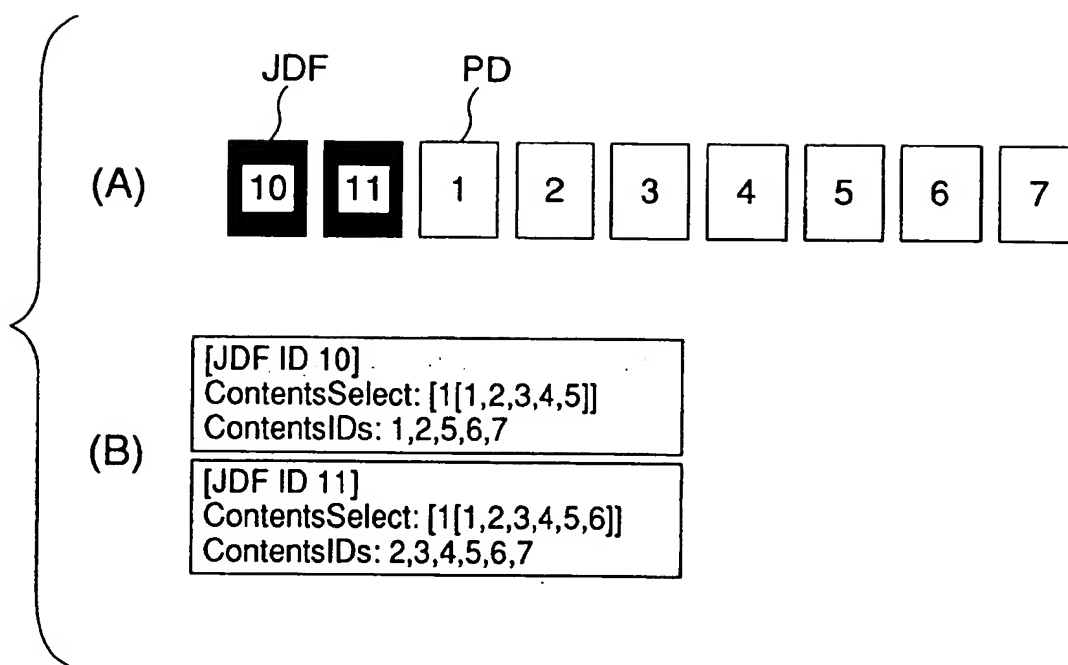 JDF PD
(A) 10 11 1 2 3 4 5 6 7
(B)
[JDF ID 10]
ContentsSelect: [1[1,2,3,4,5]]
ContentsIDs: 1,2,5,6,7
[JDF ID 11]
ContentsSelect: [1[1,2,3,4,5,6]]
ContentsIDs: 2,3,4,5,6,7